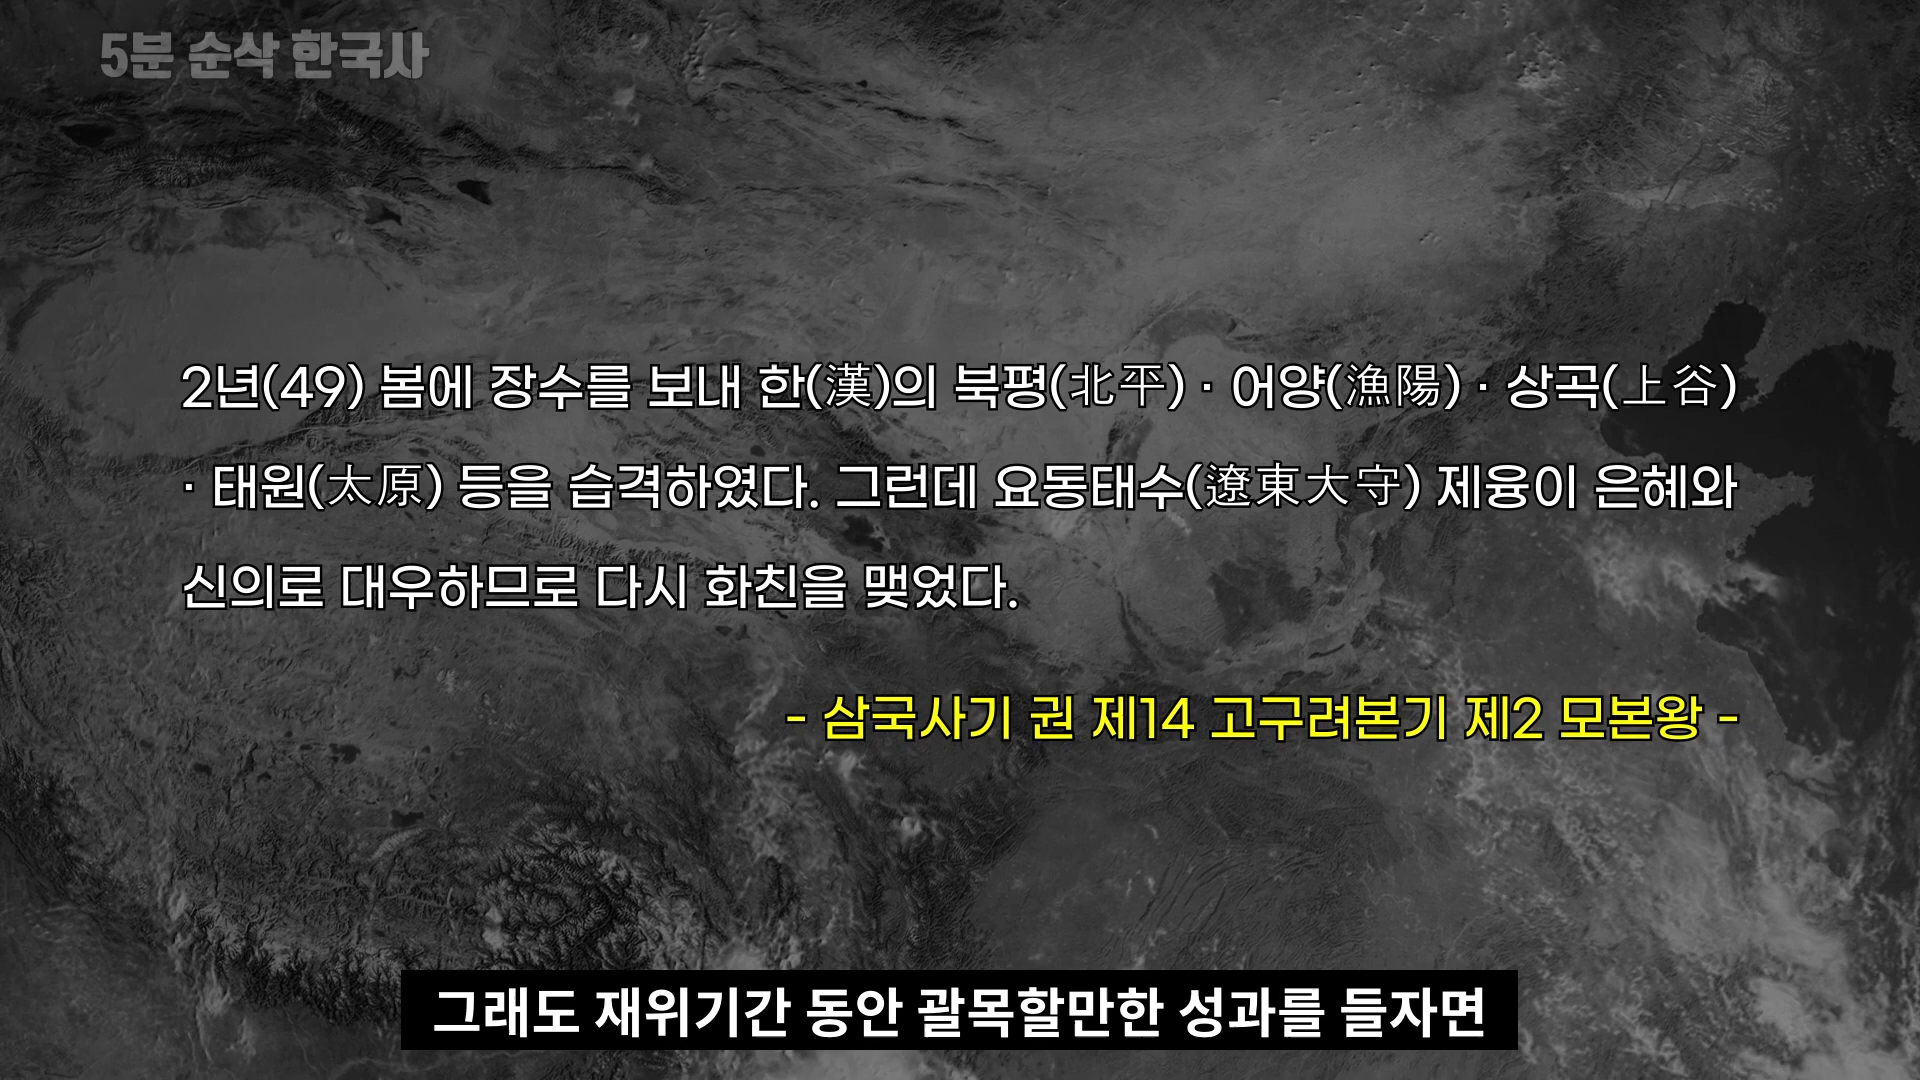 5분 순삭 한국사
2년(49) 봄에 장수를 보내 한(漢)의 북평(北平) · 어양(漁陽) · 상곡(上谷)
· 태원(太原) 등을 습격하였다. 그런데 요동태수(遼東大守) 제융이 은혜와
신의로 대우하므로 다시 화친을 맺었다.
- 삼국사기 권 제14 고구려본기 제2 모본왕 -
그래도 재위기간 동안 괄목할만한 성과를 들자면